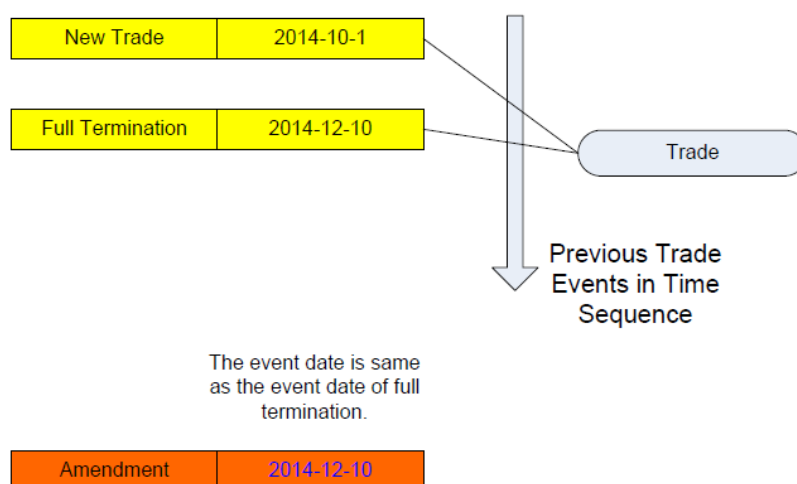 New Trade 2014-10-1
Full Termination 2014-12-10
Trade
Previous Trade
Events in Time
Sequence
The event date is same
as the event date of full
termination.
Amendment 2014-12-10